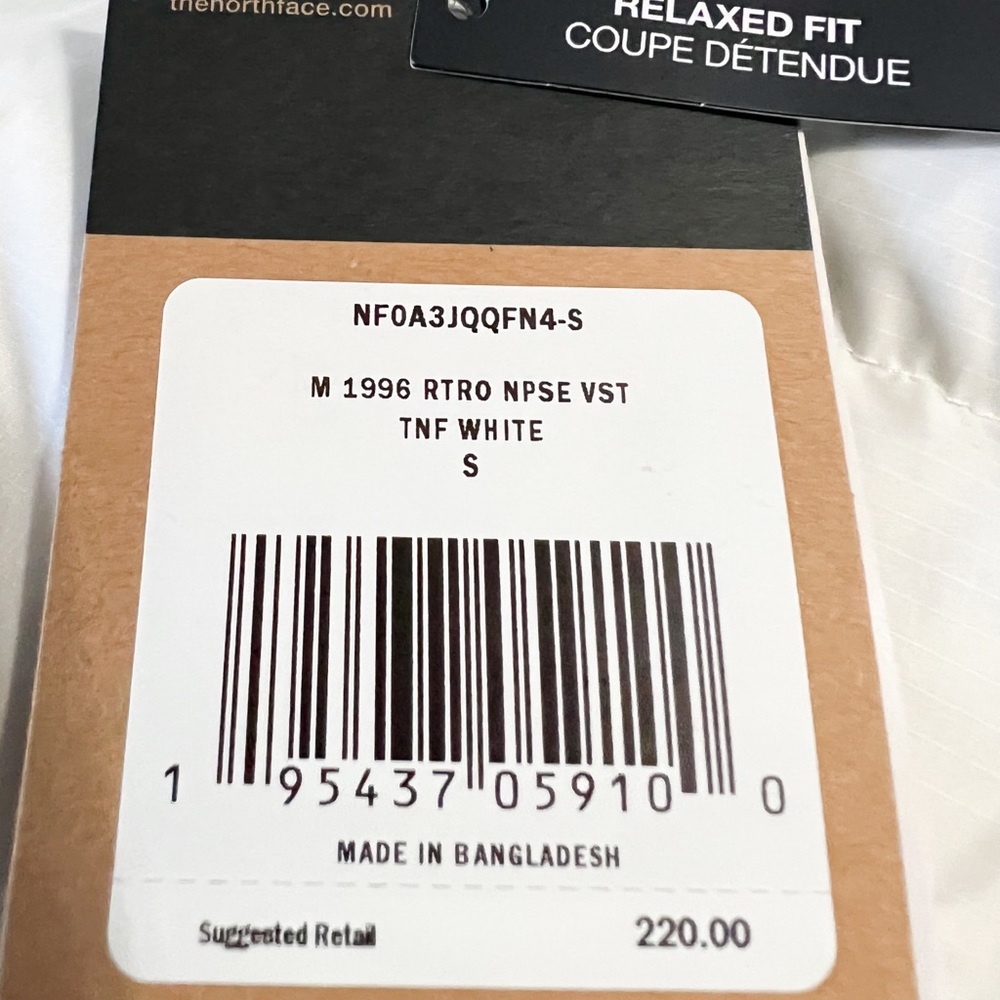 thenorthface.com
RELAXED FIT
COUPE DÉTENDUE
NF0A3JQQFN4-S
M 1996 RTRO NPSE VST
TNF WHITE
S
1 95437 05910 0
MADE IN BANGLADESH
Suggested Retail 220.00